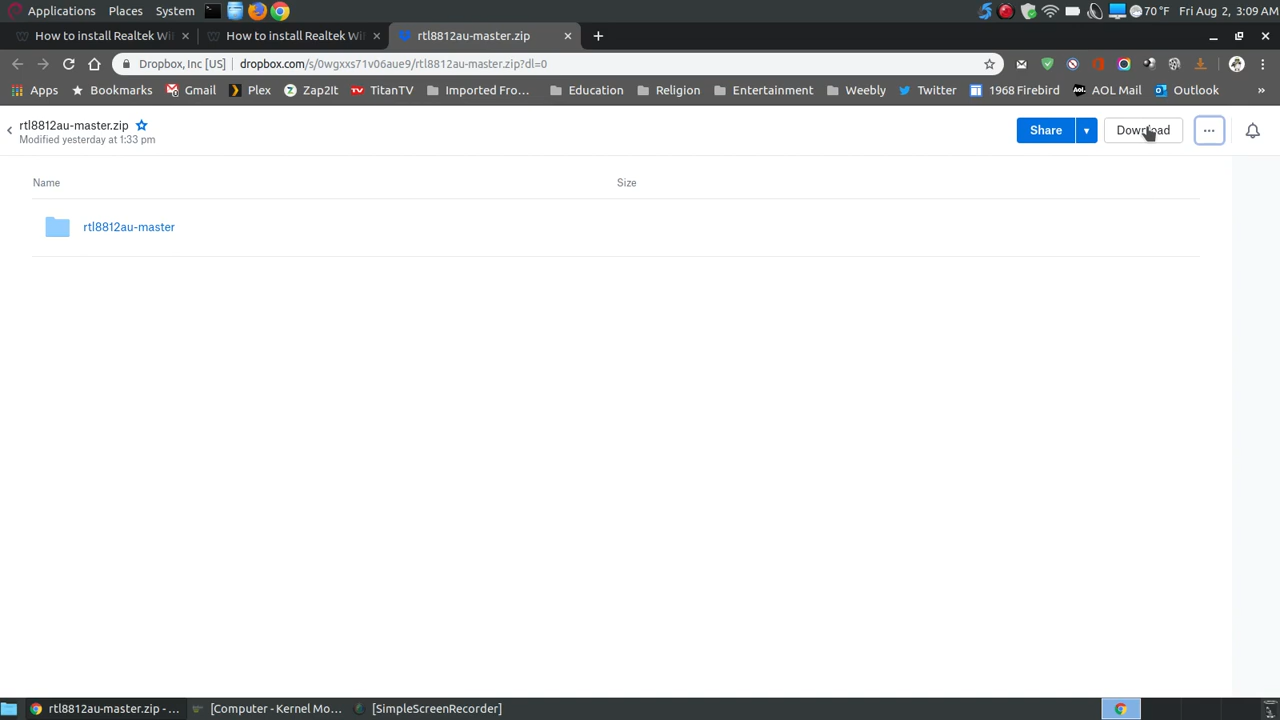 Applications Places System 70 °F Fri Aug 2, 3:09 AM
How to install Realtek Wi How to install Realtek Wi rtl8812au-master.zip
Dropbox, Inc [US] dropbox.com/s/0wgxxs71v06aue9/rtl8812au-master.zip?dl=0
Apps Bookmarks Gmail Plex Zap2It TitanTV Imported Fro... Education Religion Entertainment Weebly Twitter 1968 Firebird AOL Mail Outlook »
rtl8812au-master.zip
Modified yesterday at 1:33 pm
Share Download
Name Size
rtl8812au-master
rtl8812au-master.zip - ... [Computer - Kernel Mo... [SimpleScreenRecorder]